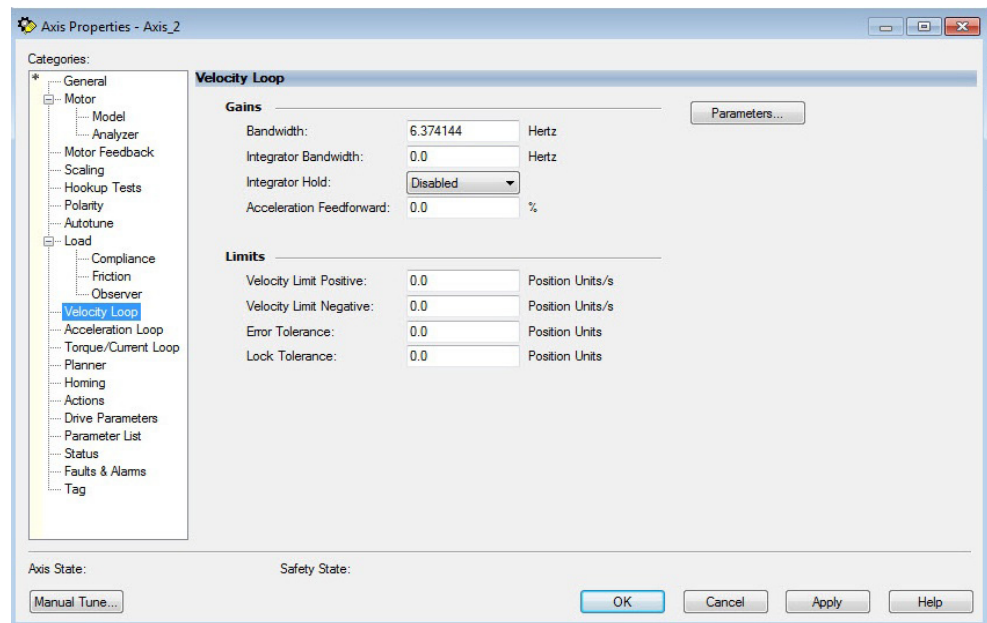 Axis Properties - Axis_2
Categories:
*
General
Motor
Model
Analyzer
Motor Feedback
Scaling
Hookup Tests
Polarity
Autotune
Load
Compliance
Friction
Observer
Velocity Loop
Acceleration Loop
Torque/Current Loop
Planner
Homing
Actions
Drive Parameters
Parameter List
Status
Faults & Alarms
Tag
Velocity Loop
Gains
Parameters...
Bandwidth: 6.374144 Hertz
Integrator Bandwidth: 0.0 Hertz
Integrator Hold: Disabled
Acceleration Feedforward: 0.0 %
Limits
Velocity Limit Positive: 0.0 Position Units/s
Velocity Limit Negative: 0.0 Position Units/s
Error Tolerance: 0.0 Position Units
Lock Tolerance: 0.0 Position Units
Axis State: Safety State:
Manual Tune... OK Cancel Apply Help